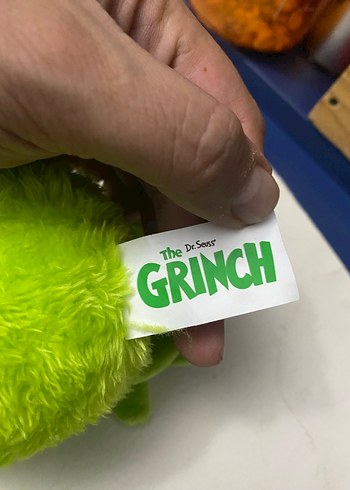 Dr. Seuss'
The
GRINCH